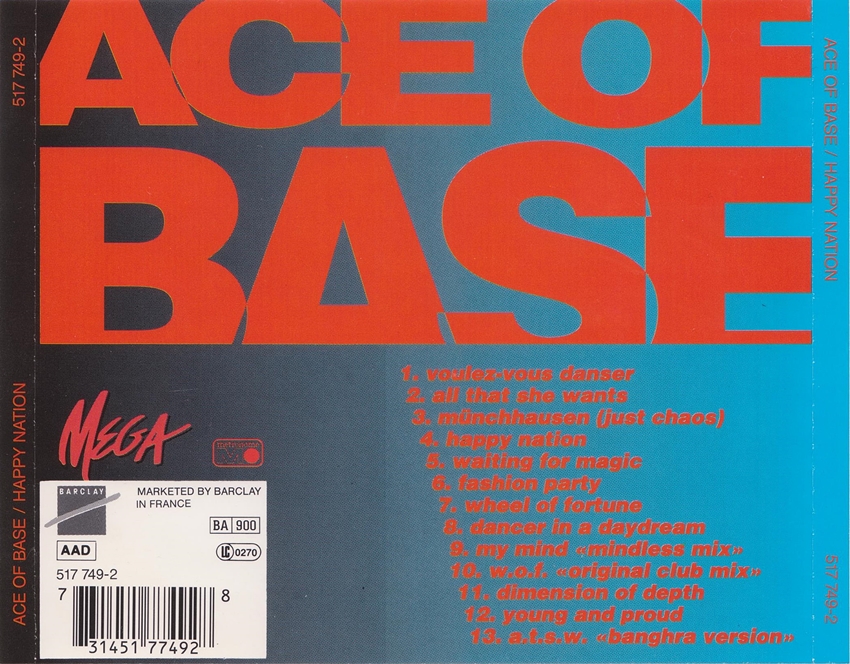 517 749-2
ACE OF BASE / HAPPY NATION
ACE OF
BASE
1. voulez-vous danser
2. all that she wants
3. münchhausen (just chaos)
4. happy nation
5. waiting for magic
6. fashion party
7. wheel of fortune
8. dancer in a daydream
9. my mind «mindless mix»
10. w.o.f. «original club mix»
11. dimension of depth
12. young and proud
13. a.t.s.w. «banghra version»
MEGA
metronome
BARCLAY
MARKETED BY BARCLAY
IN FRANCE
BA 900
AAD
LC 0270
517 749-2
7 31451 77492 8
ACE OF BASE / HAPPY NATION
517 749-2